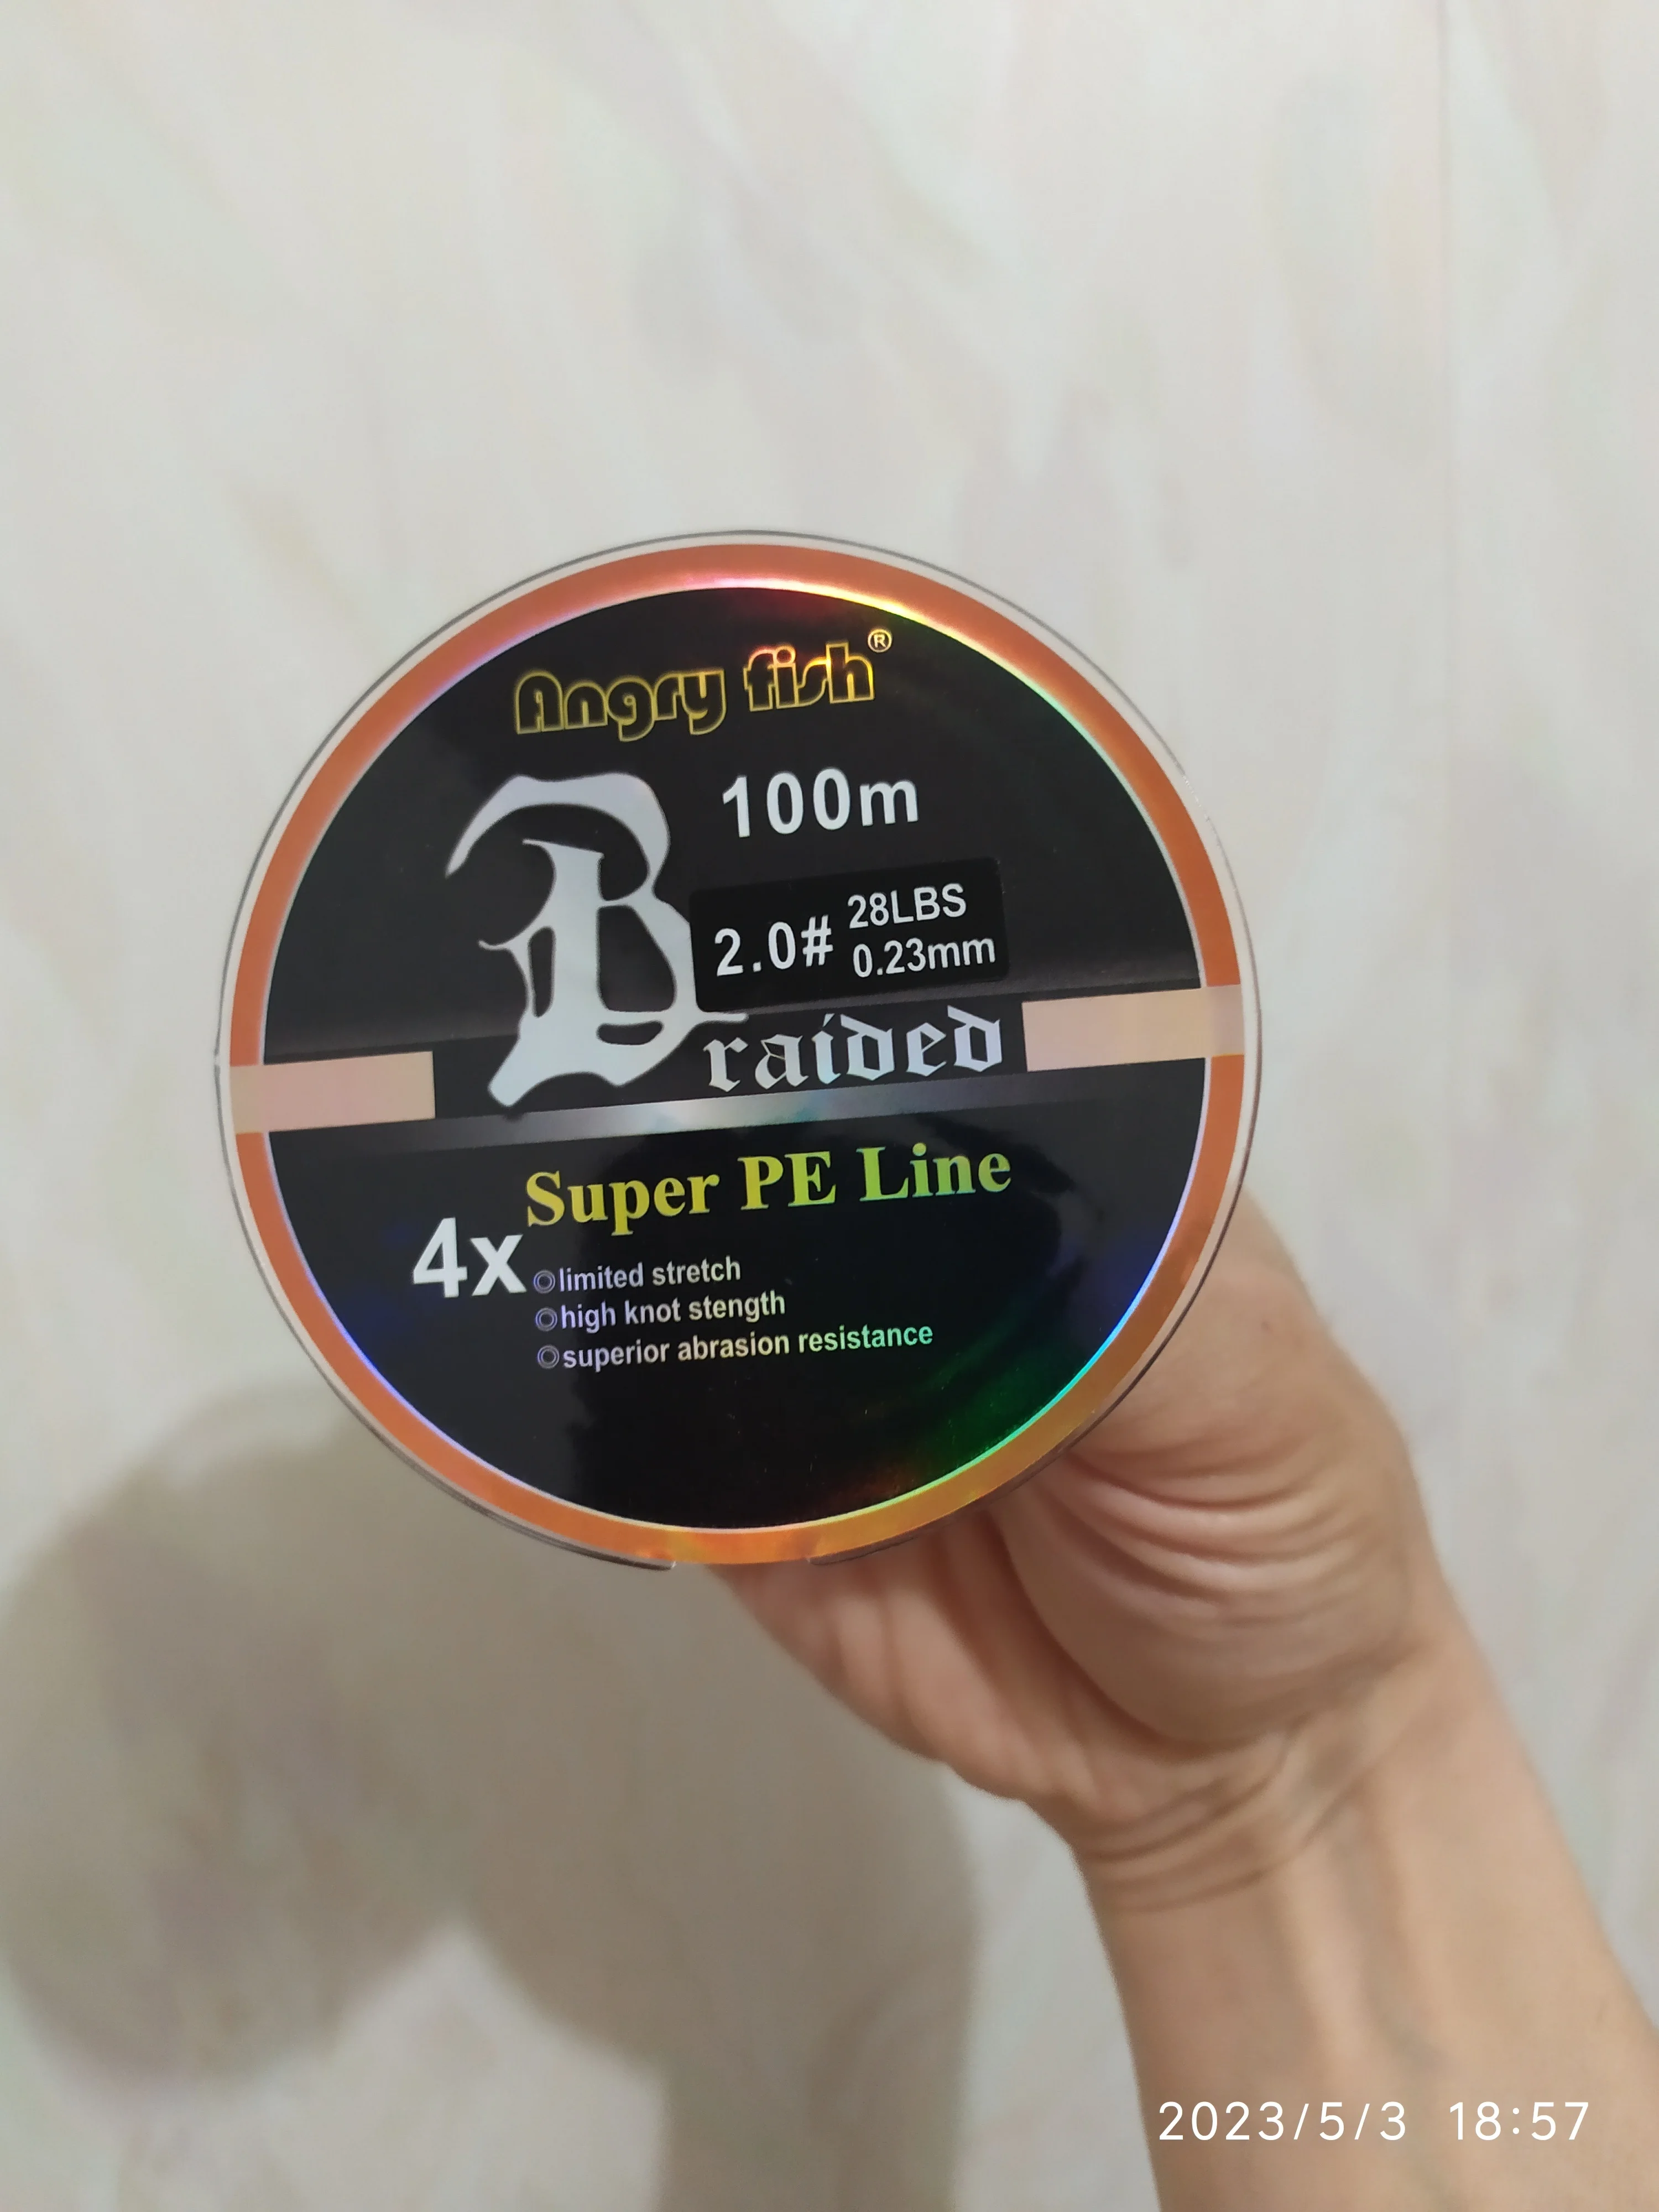 Angry fish®
100m
2.0# 28LBS
0.23mm
Braided
Super PE Line
4x
◎limited stretch
◎high knot stength
◎superior abrasion resistance
2023/5/3 18:57